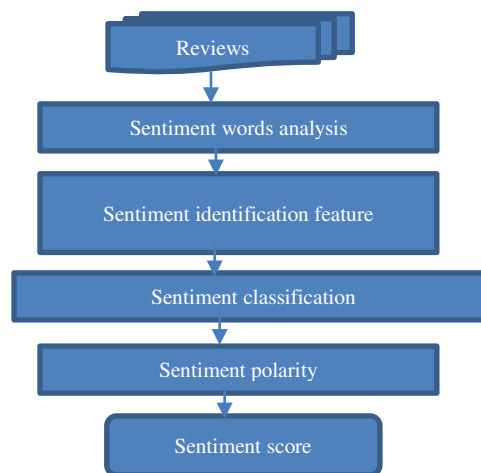 Reviews
Sentiment words analysis
Sentiment identification feature
Sentiment classification
Sentiment polarity
Sentiment score